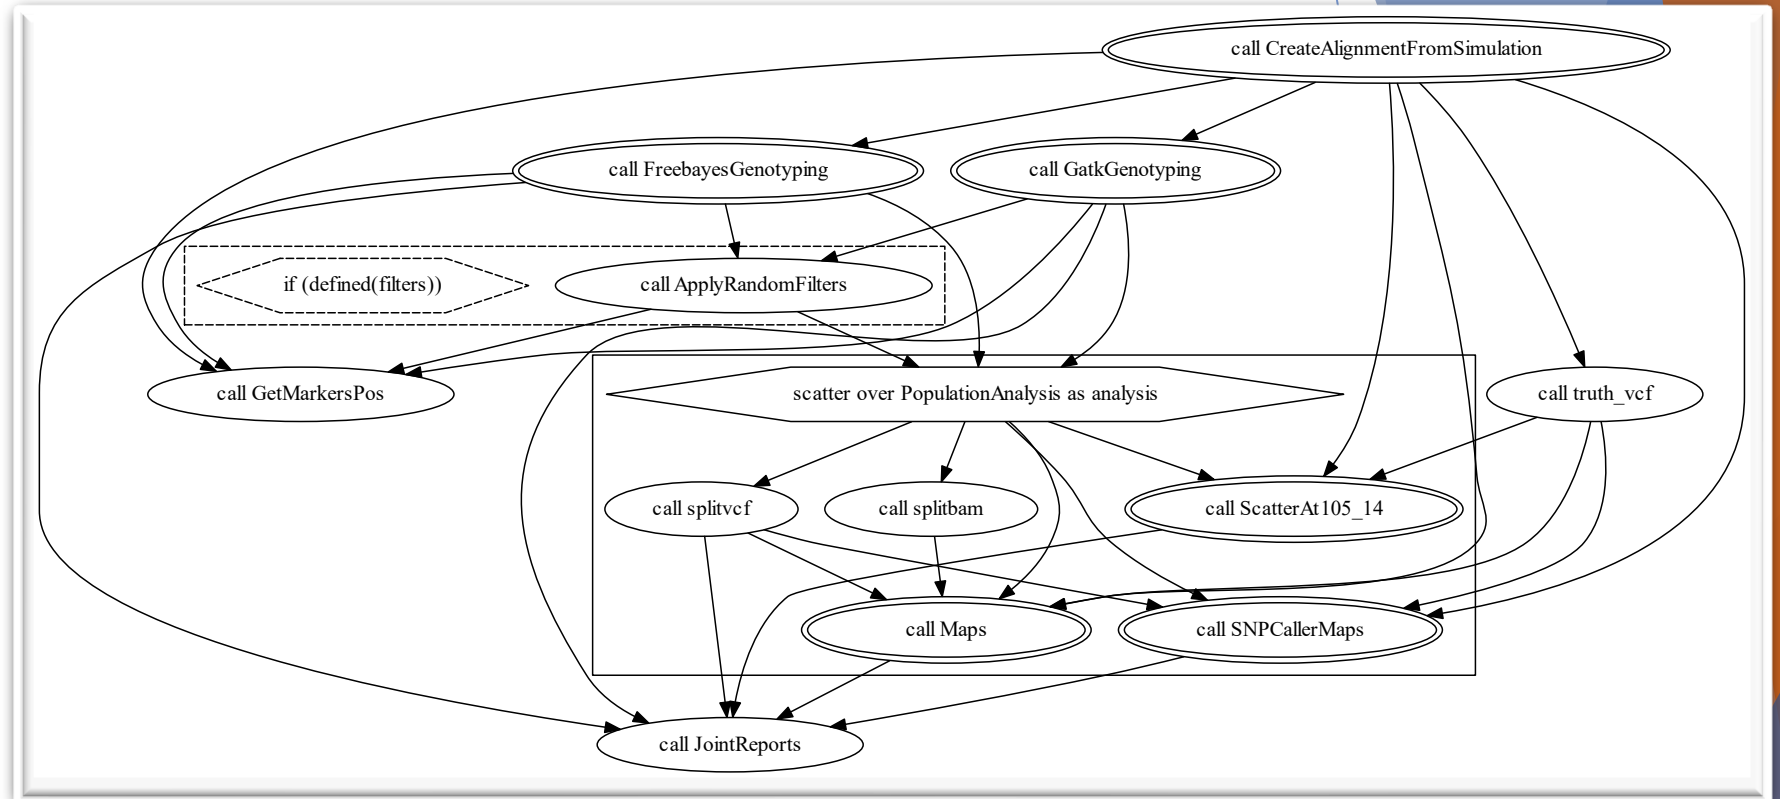 call CreateAlignmentFromSimulation
call FreebayesGenotyping
call GatkGenotyping
if (defined(filters))
call ApplyRandomFilters
call GetMarkersPos
scatter over PopulationAnalysis as analysis
call truth_vcf
call splitvcf
call splitbam
call ScatterAt105_14
call Maps
call SNPCallerMaps
call JointReports